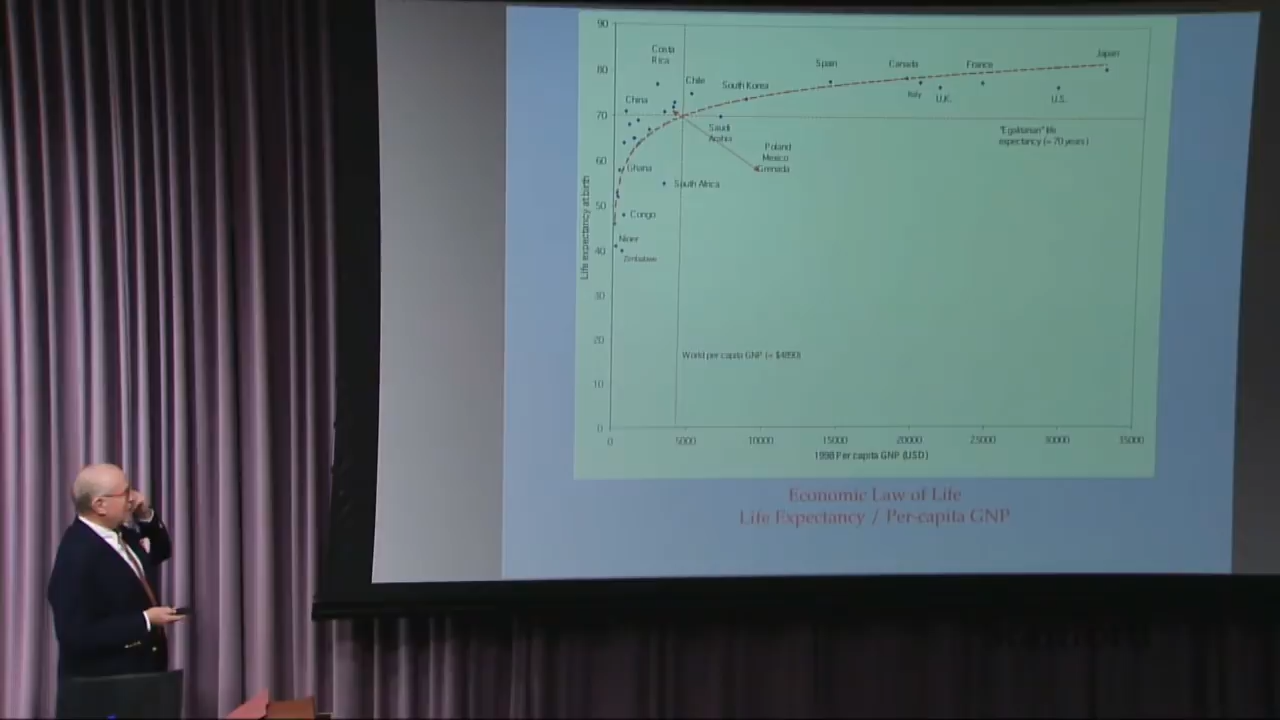 90
80
70
60
50
40
30
20
10
0
Life expectancy at birth
Costa
Rica
Chile
China
South Korea
Spain
Canada
Italy
U.K.
France
U.S.
Japan
Saudi
Arabia
"Egalitarian" life
expectancy (= 70 years)
Poland
Mexico
Grenada
Ghana
South Africa
Congo
Niger
Zimbabwe
World per capita GNP (= $4890)
0 5000 10000 15000 20000 25000 30000 35000
1998 Per capita GNP (USD)
Economic Law of Life
Life Expectancy / Per-capita GNP